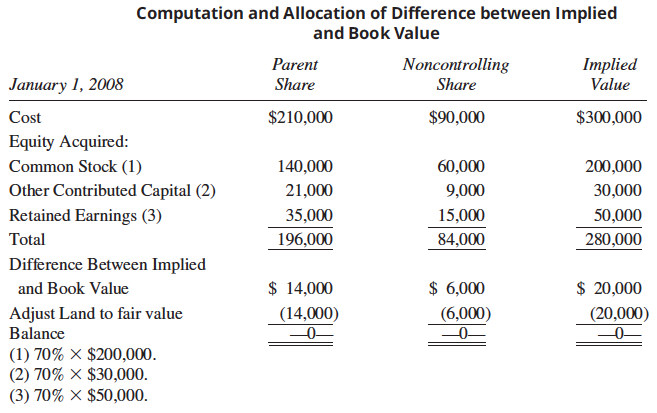 Computation and Allocation of Difference between Implied
and Book Value
Parent Noncontrolling Implied
January 1, 2008 Share Share Value
Cost $210,000 $90,000 $300,000
Equity Acquired:
Common Stock (1) 140,000 60,000 200,000
Other Contributed Capital (2) 21,000 9,000 30,000
Retained Earnings (3) 35,000 15,000 50,000
Total 196,000 84,000 280,000
Difference Between Implied
and Book Value $ 14,000 $ 6,000 $ 20,000
Adjust Land to fair value (14,000) (6,000) (20,000)
Balance —0— —0— —0—
(1) 70% × $200,000.
(2) 70% × $30,000.
(3) 70% × $50,000.